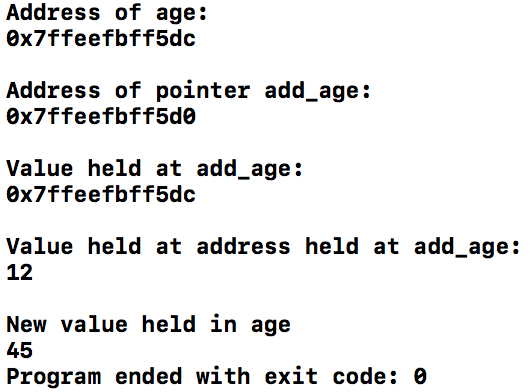 Address of age:
0x7ffeefbff5dc
Address of pointer add_age:
0x7ffeefbff5d0
Value held at add_age:
0x7ffeefbff5dc
Value held at address held at add_age:
12
New value held in age
45
Program ended with exit code: 0